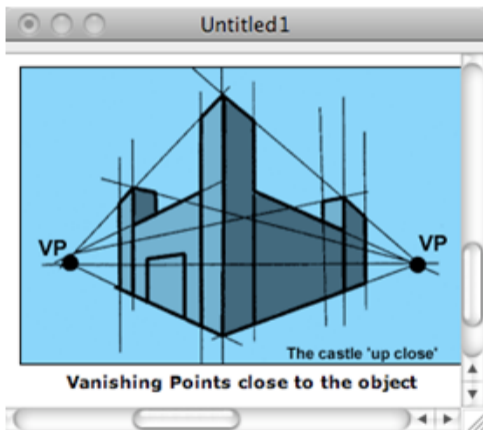 Untitled1
VP
VP
The castle 'up close'
Vanishing Points close to the object